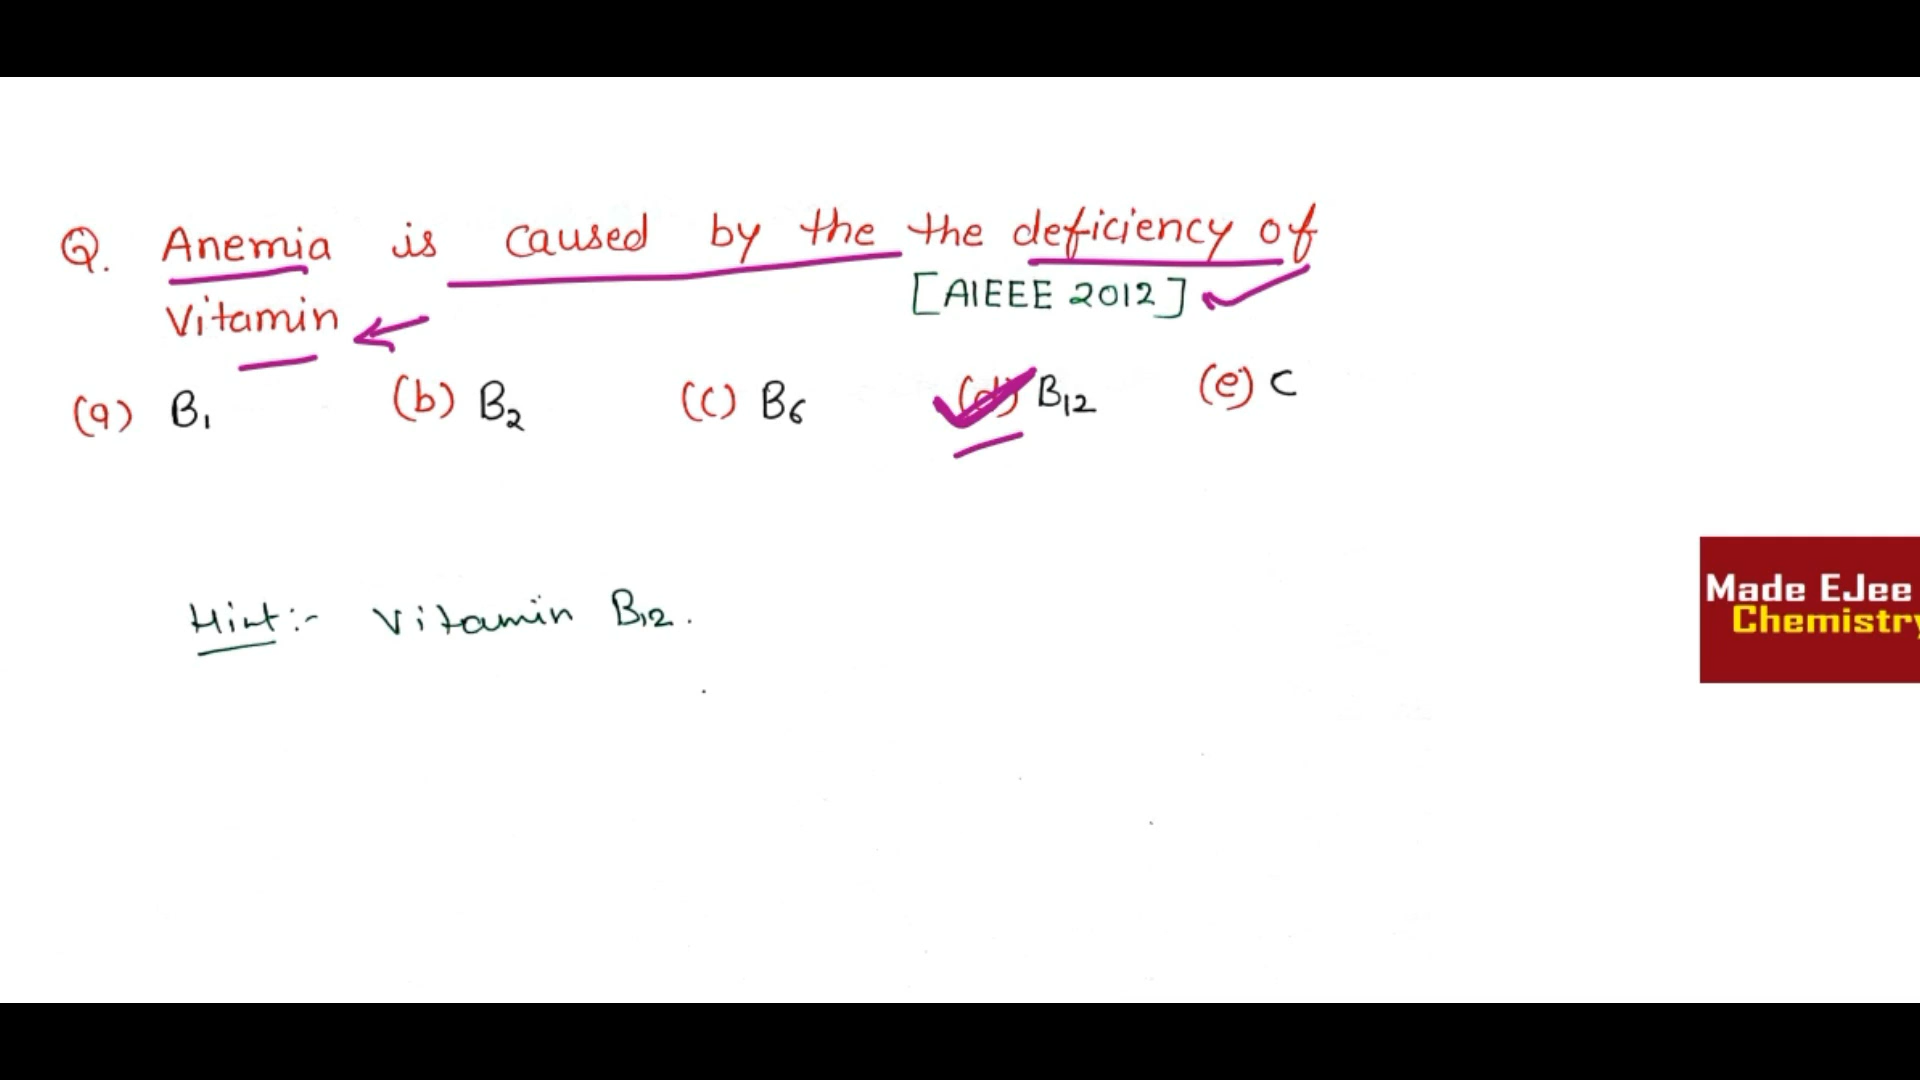 Q. Anemia is caused by the the deficiency of
[AIEEE 2012]
Vitamin
(a) B₁ (b) B₂ (c) B₆ (d) B₁₂ (e) C
Hint:- Vitamin B₁₂.
Made EJee
Chemistry